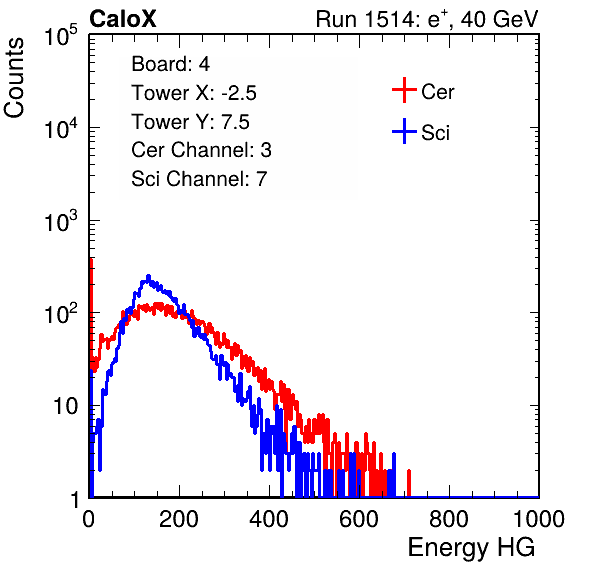 CaloX Run 1514: e⁺, 40 GeV
Counts
Board: 4
Tower X: -2.5
Tower Y: 7.5
Cer Channel: 3
Sci Channel: 7
Cer
Sci
10⁵
10⁴
10³
10²
10
1
0 200 400 600 800 1000
Energy HG